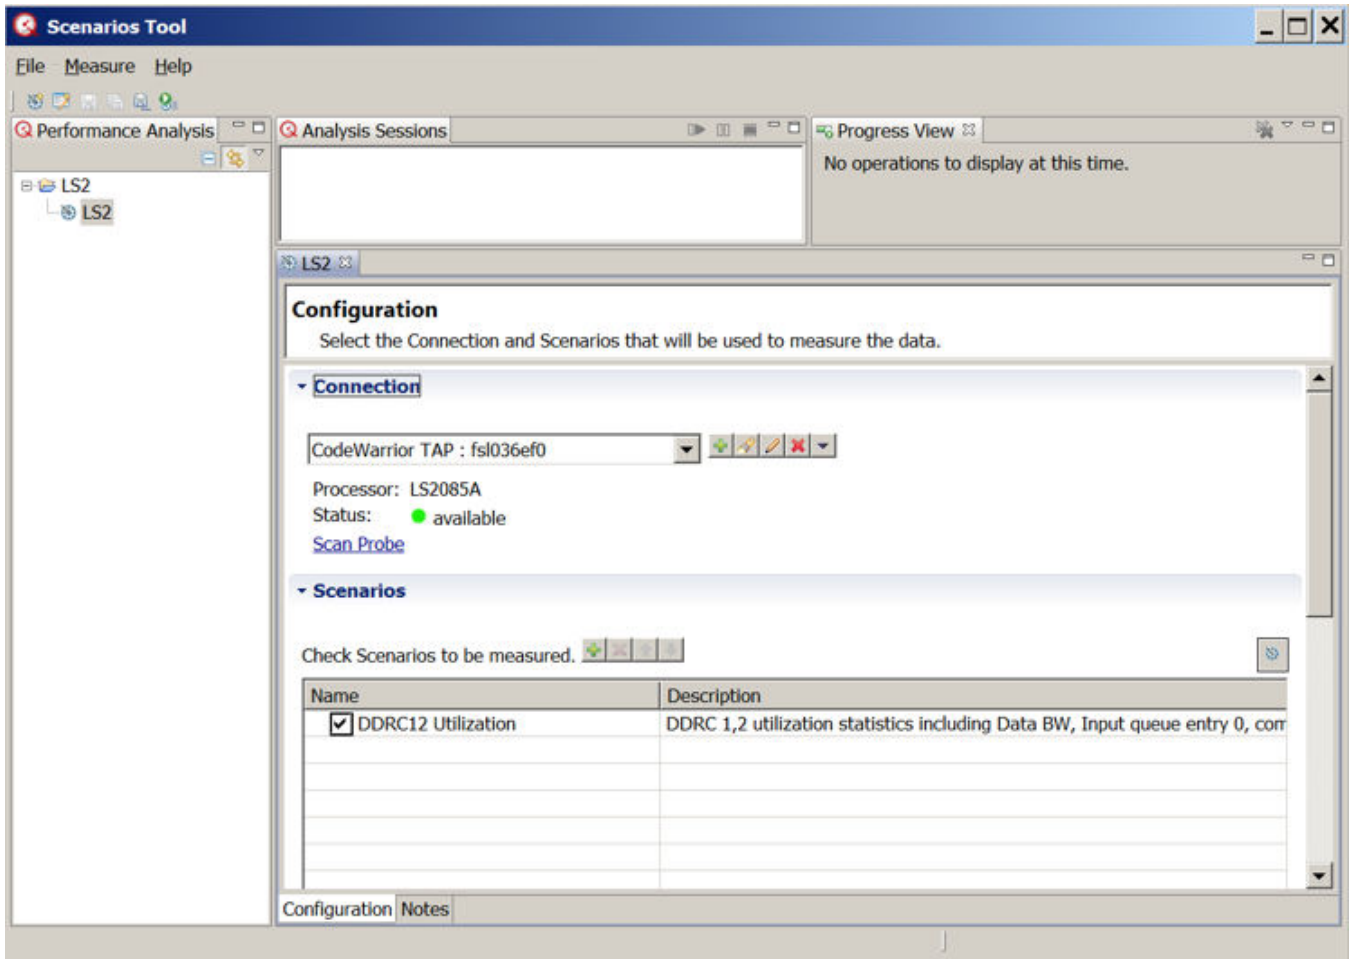 Scenarios Tool
File Measure Help
Performance Analysis
Analysis Sessions
Progress View
No operations to display at this time.
LS2
LS2
LS2
Configuration
Select the Connection and Scenarios that will be used to measure the data.
Connection
CodeWarrior TAP : fsl036ef0
Processor: LS2085A
Status: available
Scan Probe
Scenarios
Check Scenarios to be measured.
Name Description
DDRC12 Utilization DDRC 1,2 utilization statistics including Data BW, Input queue entry 0, com
Configuration Notes